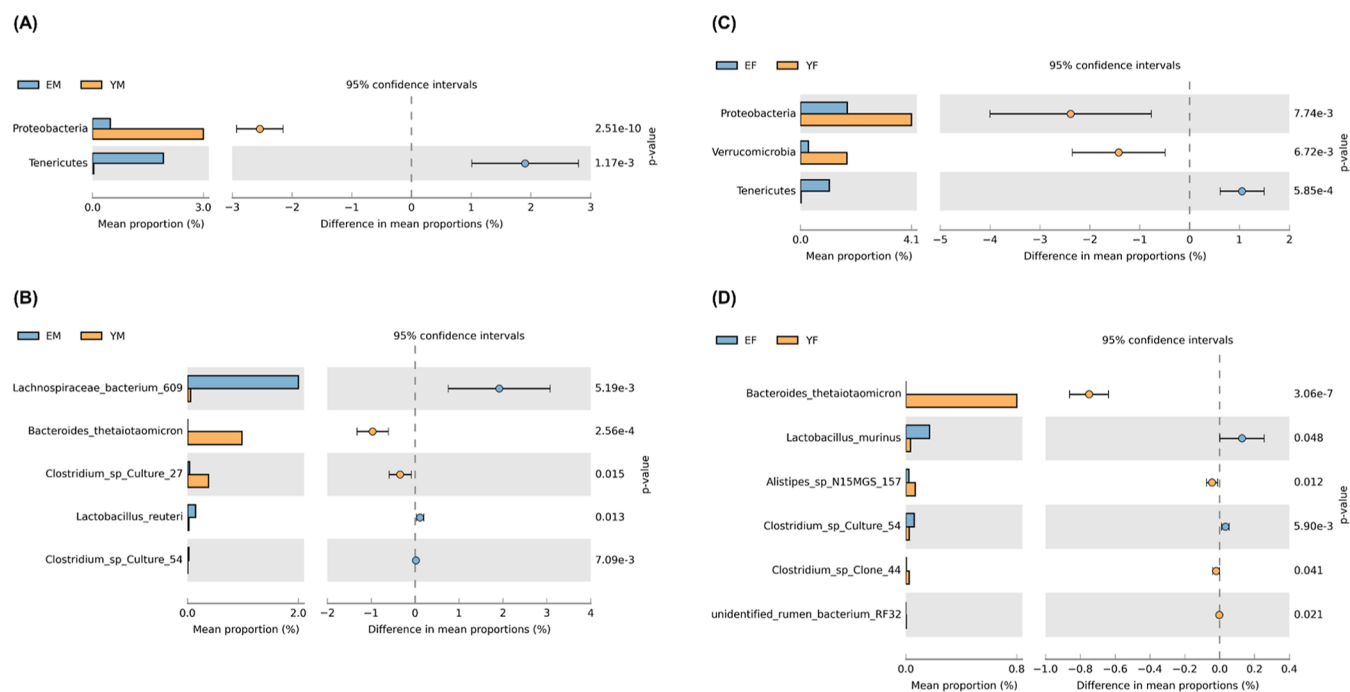 (A)
EM YM
95% confidence intervals
Proteobacteria
2.51e-10
Tenericutes
1.17e-3
p-value
0.0 3.0
−3 −2 −1 0 1 2 3
Mean proportion (%)
Difference in mean proportions (%)
(B)
EM YM
95% confidence intervals
Lachnospiraceae_bacterium_609
5.19e-3
Bacteroides_thetaiotaomicron
2.56e-4
Clostridium_sp_Culture_27
0.015
Lactobacillus_reuteri
0.013
Clostridium_sp_Culture_54
7.09e-3
p-value
0.0 2.0
−2 −1 0 1 2 3 4
Mean proportion (%)
Difference in mean proportions (%)
(C)
EF YF
95% confidence intervals
Proteobacteria
7.74e-3
Verrucomicrobia
6.72e-3
Tenericutes
5.85e-4
p-value
0.0 4.1
−5 −4 −3 −2 −1 0 1 2
Mean proportion (%)
Difference in mean proportions (%)
(D)
EF YF
95% confidence intervals
Bacteroides_thetaiotaomicron
3.06e-7
Lactobacillus_murinus
0.048
Alistipes_sp_N15MGS_157
0.012
Clostridium_sp_Culture_54
5.90e-3
Clostridium_sp_Clone_44
0.041
unidentified_rumen_bacterium_RF32
0.021
p-value
0.0 0.8
−1.0 −0.8 −0.6 −0.4 −0.2 0.0 0.2 0.4
Mean proportion (%)
Difference in mean proportions (%)